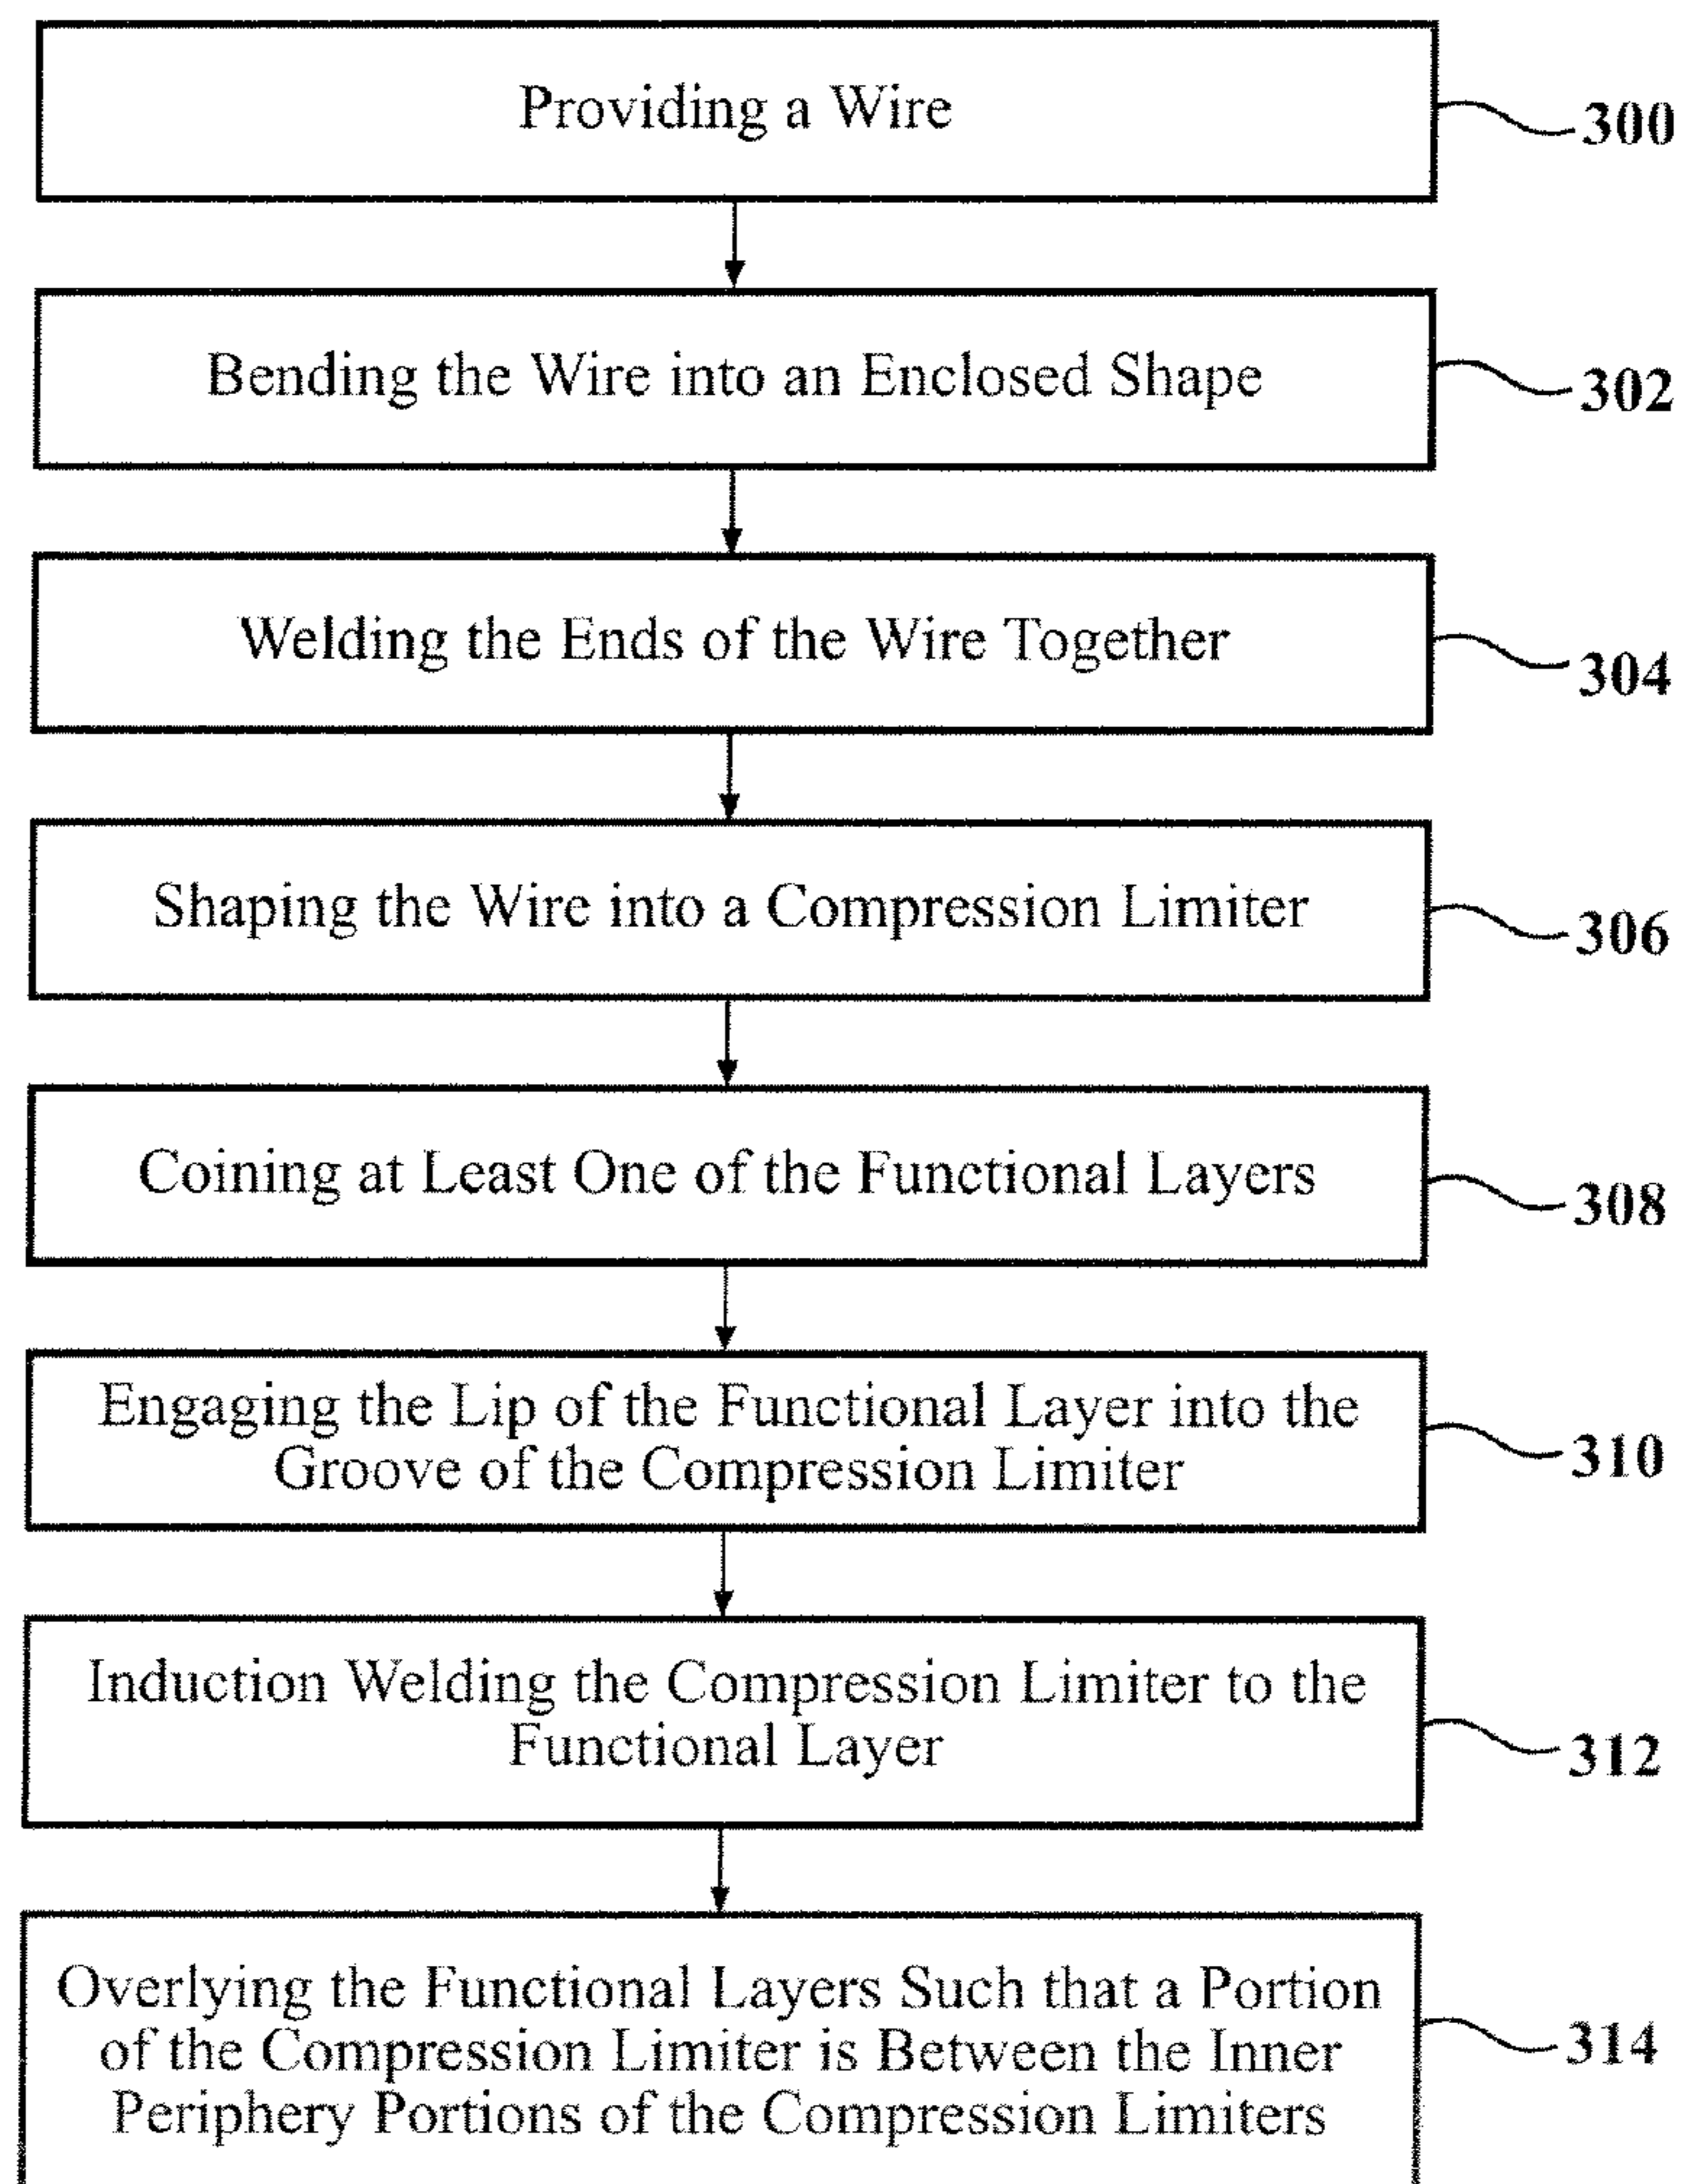 Providing a Wire
300
Bending the Wire into an Enclosed Shape
302
Welding the Ends of the Wire Together
304
Shaping the Wire into a Compression Limiter
306
Coining at Least One of the Functional Layers
308
Engaging the Lip of the Functional Layer into the
Groove of the Compression Limiter
310
Induction Welding the Compression Limiter to the
Functional Layer
312
Overlying the Functional Layers Such that a Portion
of the Compression Limiter is Between the Inner
Periphery Portions of the Compression Limiters
314